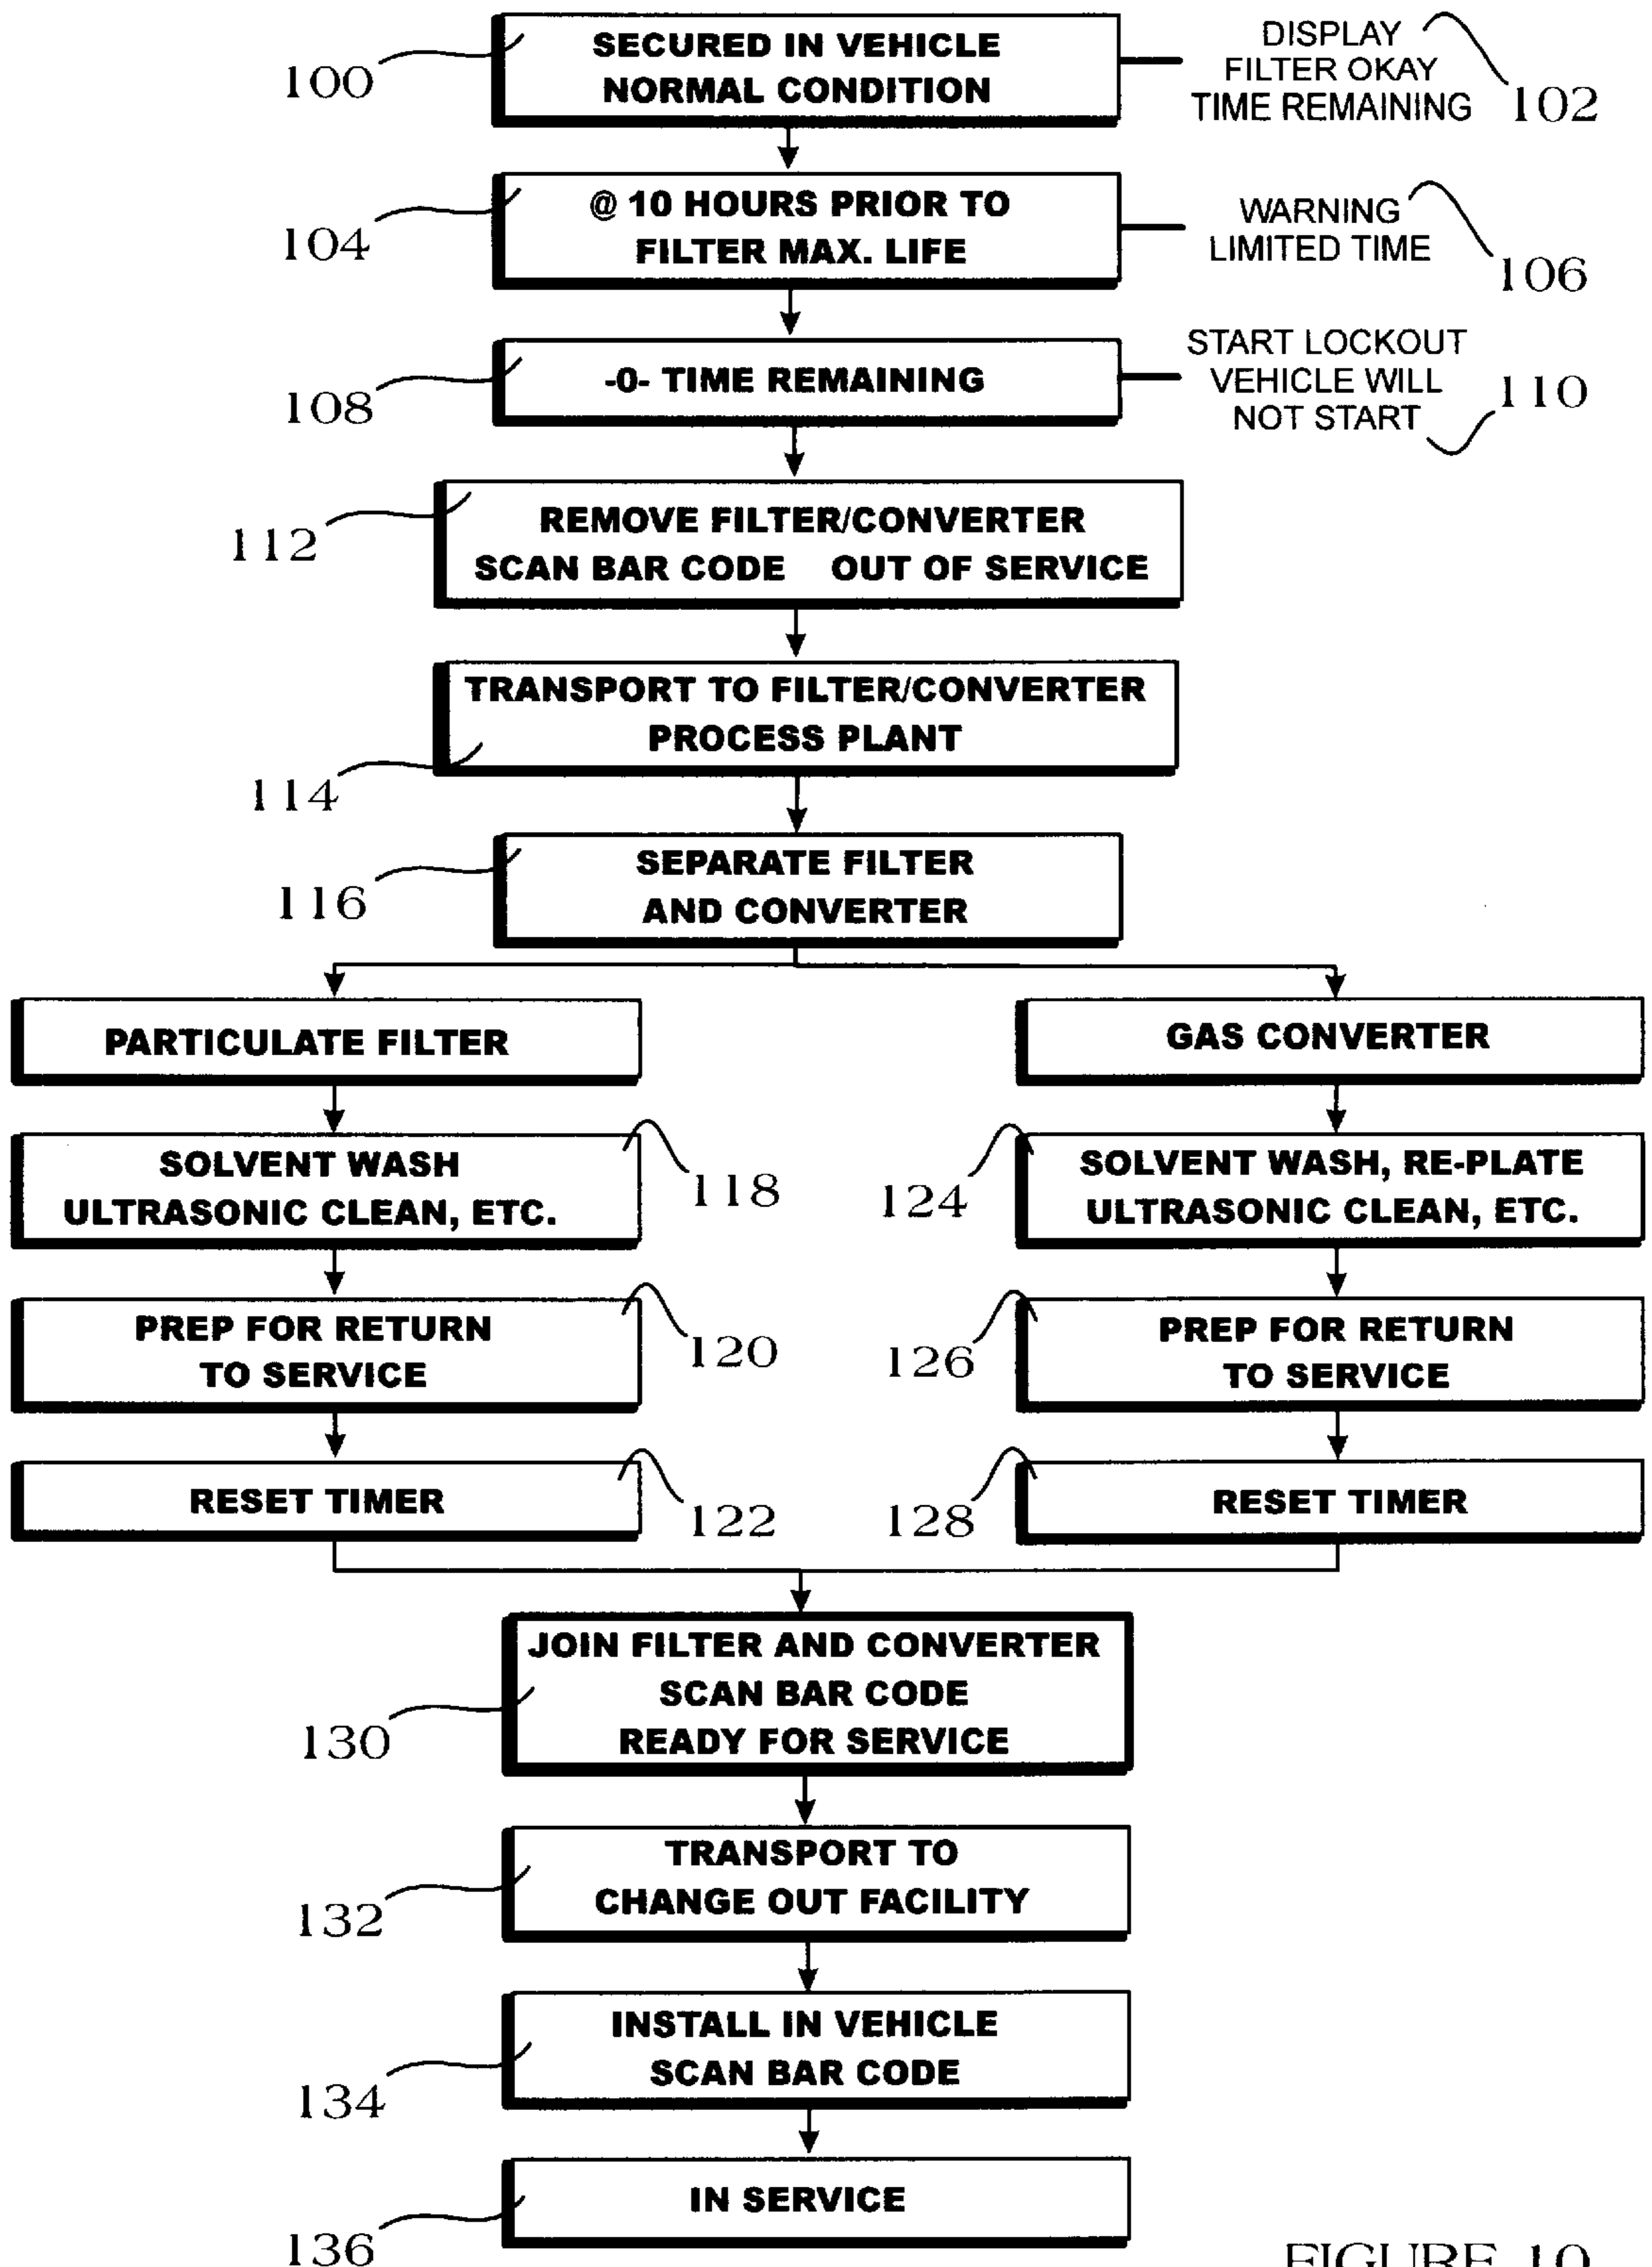 SECURED IN VEHICLE
NORMAL CONDITION
100
DISPLAY
FILTER OKAY
TIME REMAINING
102
@ 10 HOURS PRIOR TO
FILTER MAX. LIFE
104
WARNING
LIMITED TIME
106
-0- TIME REMAINING
108
START LOCKOUT
VEHICLE WILL
NOT START
110
REMOVE FILTER/CONVERTER
SCAN BAR CODE OUT OF SERVICE
112
TRANSPORT TO FILTER/CONVERTER
PROCESS PLANT
114
SEPARATE FILTER
AND CONVERTER
116
PARTICULATE FILTER
SOLVENT WASH
ULTRASONIC CLEAN, ETC.
118
PREP FOR RETURN
TO SERVICE
120
RESET TIMER
122
GAS CONVERTER
SOLVENT WASH, RE-PLATE
ULTRASONIC CLEAN, ETC.
124
PREP FOR RETURN
TO SERVICE
126
RESET TIMER
128
JOIN FILTER AND CONVERTER
SCAN BAR CODE
READY FOR SERVICE
130
TRANSPORT TO
CHANGE OUT FACILITY
132
INSTALL IN VEHICLE
SCAN BAR CODE
134
IN SERVICE
136
FIGURE 10